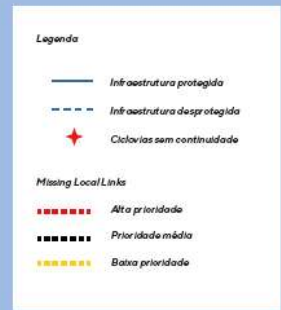 Legenda
Infraestrutura protegida
Infraestrutura desprotegida
Ciclovias sem continuidade
Missing Local Links
Alta prioridade
Prioridade média
Baixa prioridade